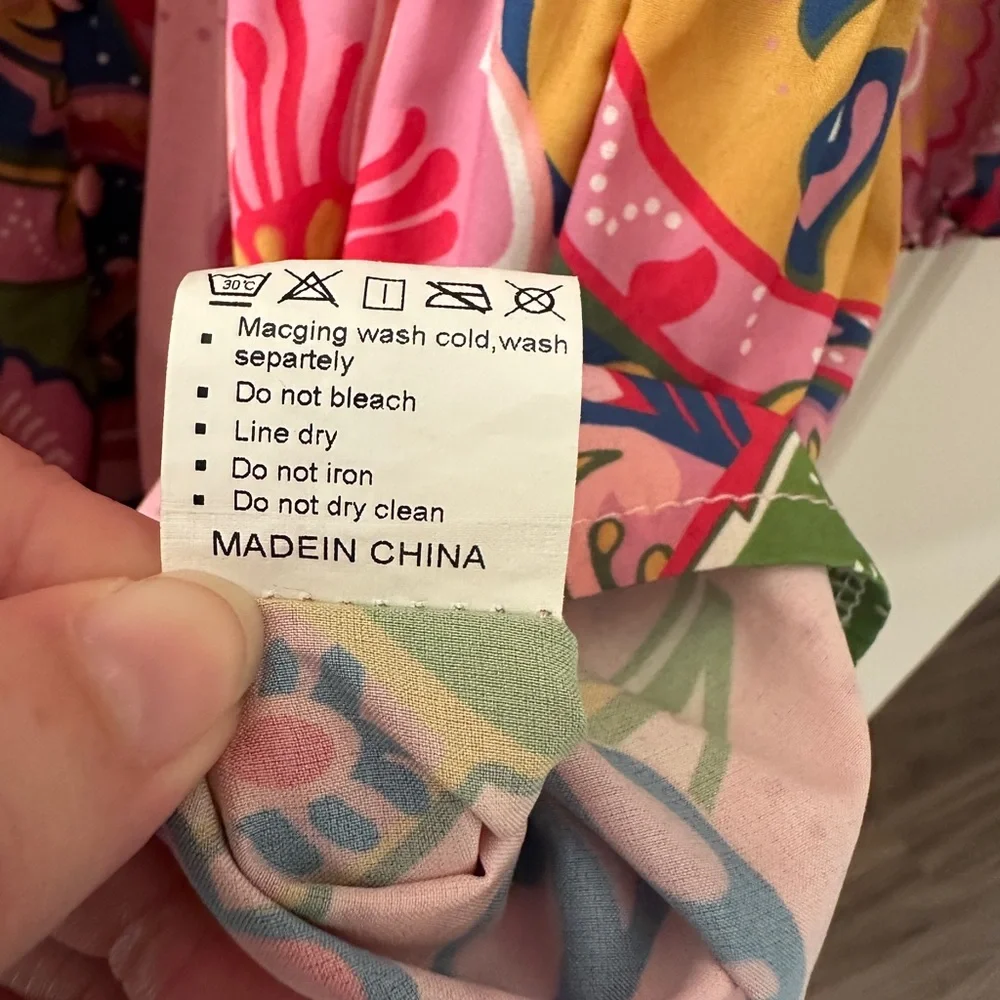 30℃
Macging wash cold,wash
separtely
Do not bleach
Line dry
Do not iron
Do not dry clean
MADEIN CHINA